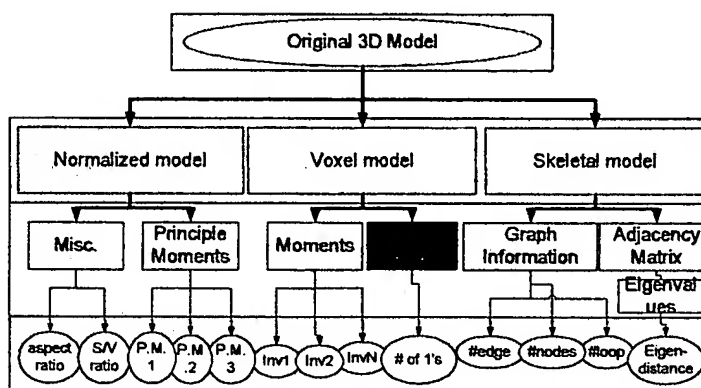 Original 3D Model
Normalized model
Voxel model
Skeletal model
Misc.
Principle
Moments
Moments
Graph
Information
Adjacency
Matrix
Eigenval
ues
aspect
ratio
S/V
ratio
P.M.
1
P.M
.2
P.M.
3
Inv1
Inv2
InvN
# of 1's
#edge
#nodes
#loop
Eigen-
distance